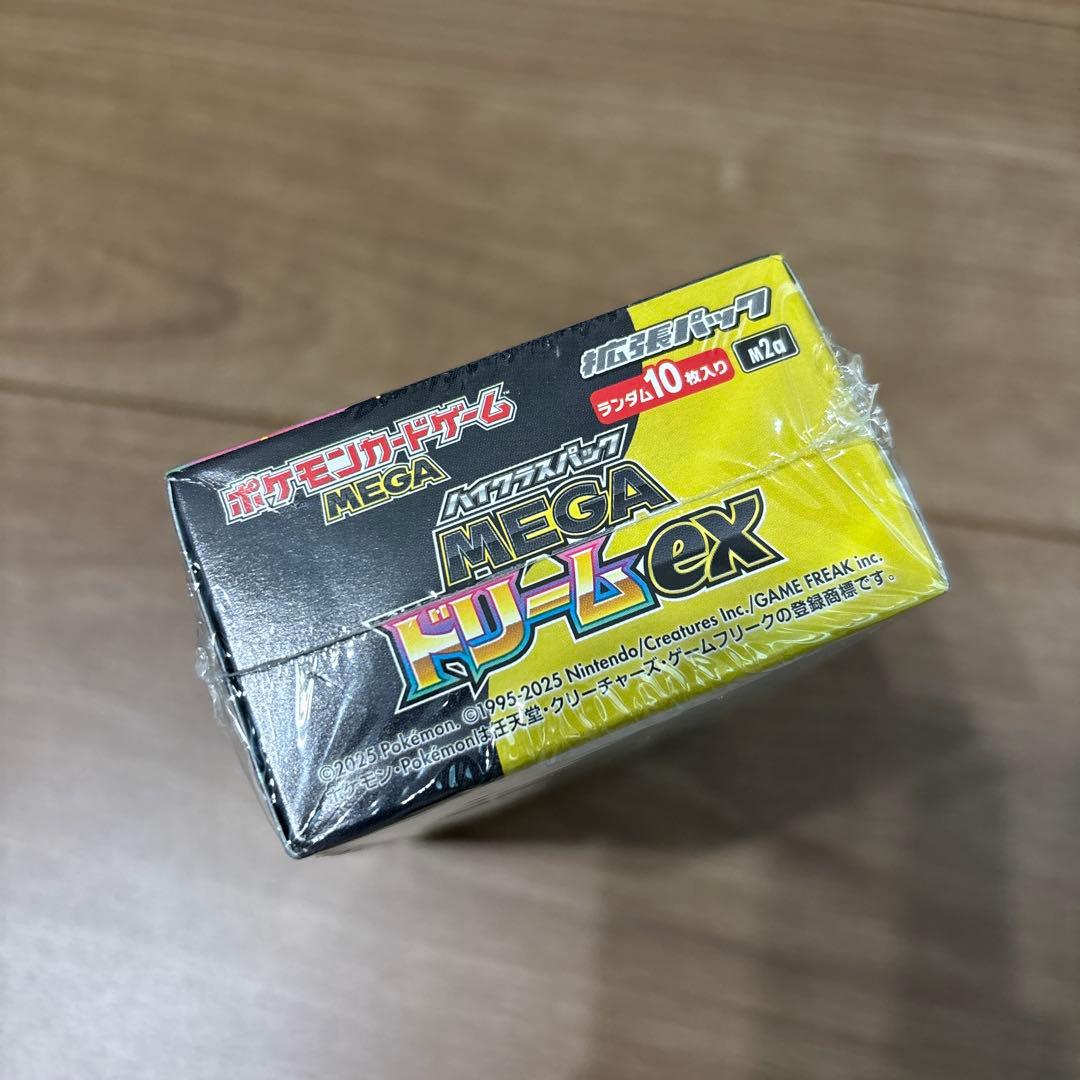 拡張パック
ランダム10枚入り
M2a
ポケモンカードゲーム
MEGA
ハイクラスパック
MEGA
ドリームex
©2025 Pokémon. ©1995-2025 Nintendo/Creatures Inc./GAME FREAK inc.
ポケモン・Pokémonは任天堂・クリーチャーズ・ゲームフリークの登録商標です。